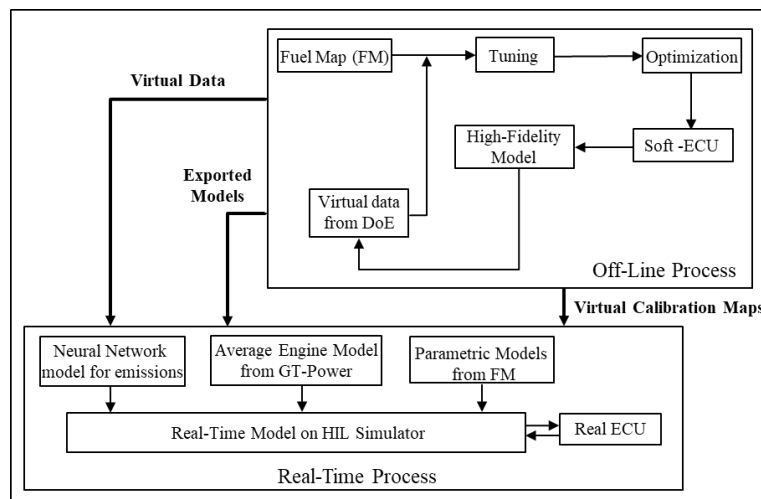 Fuel Map (FM)
Tuning
Optimization
Virtual Data
High-Fidelity
Model
Soft -ECU
Exported
Models
Virtual data
from DoE
Off-Line Process
Virtual Calibration Maps
Neural Network
model for emissions
Average Engine Model
from GT-Power
Parametric Models
from FM
Real-Time Model on HIL Simulator
Real ECU
Real-Time Process